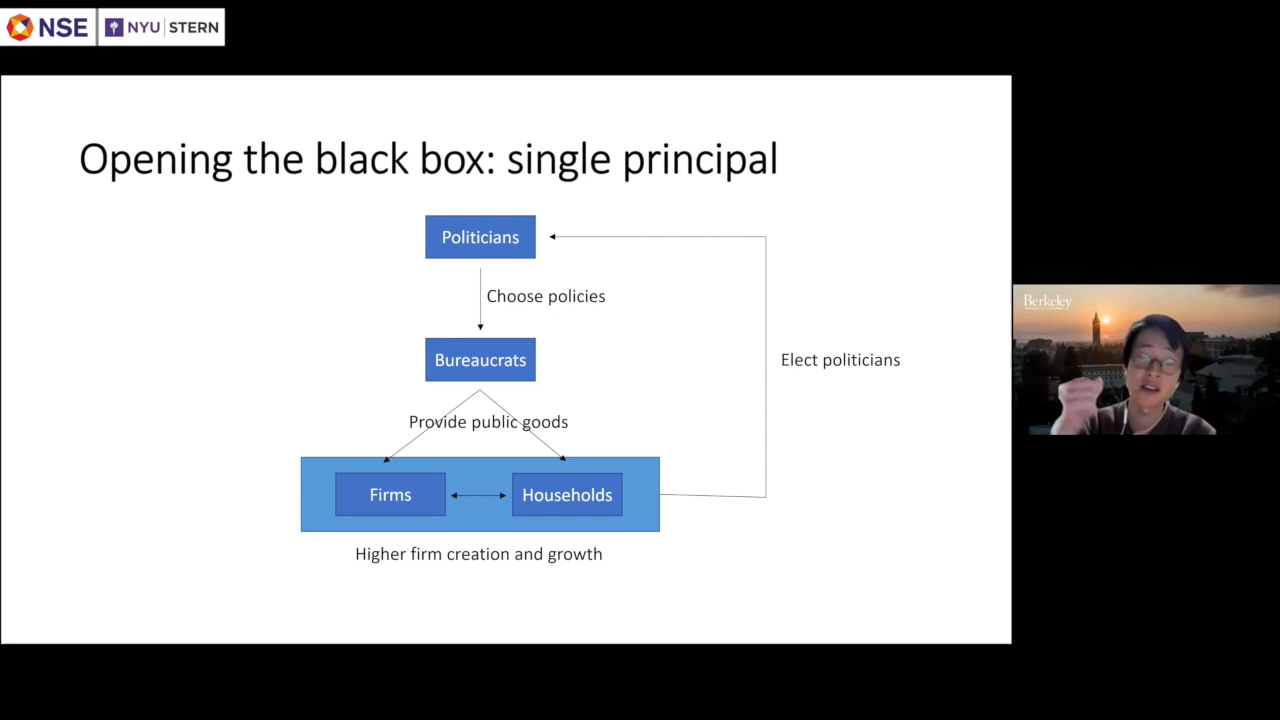 NSE NYU STERN
Opening the black box: single principal
Politicians
Choose policies
Bureaucrats
Elect politicians
Provide public goods
Firms
Households
Higher firm creation and growth
Berkeley